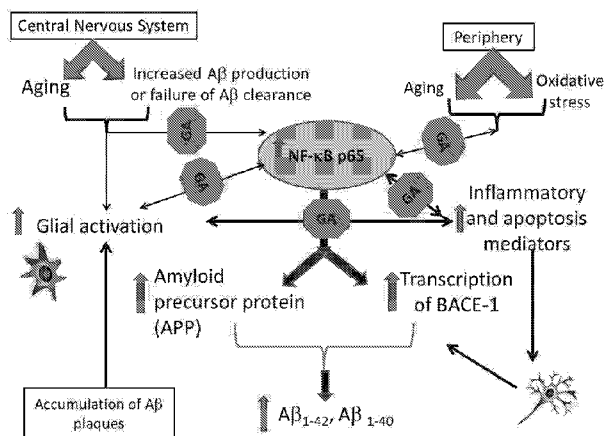 Central Nervous System
Aging
Increased Aβ production
or failure of Aβ clearance
Periphery
Aging
Oxidative
stress
GA
GA
GA
GA
GA
NF-κB p65
Glial activation
Inflammatory
and apoptosis
mediators
Amyloid
precursor protein
(APP)
Transcription
of BACE-1
Accumulation of Aβ
plaques
Aβ1-42, Aβ 1-40